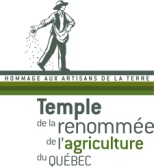 HOMMAGE AUX ARTISANS DE LA TERRE
Temple
de la renommée
de l'agriculture
du QUÉBEC